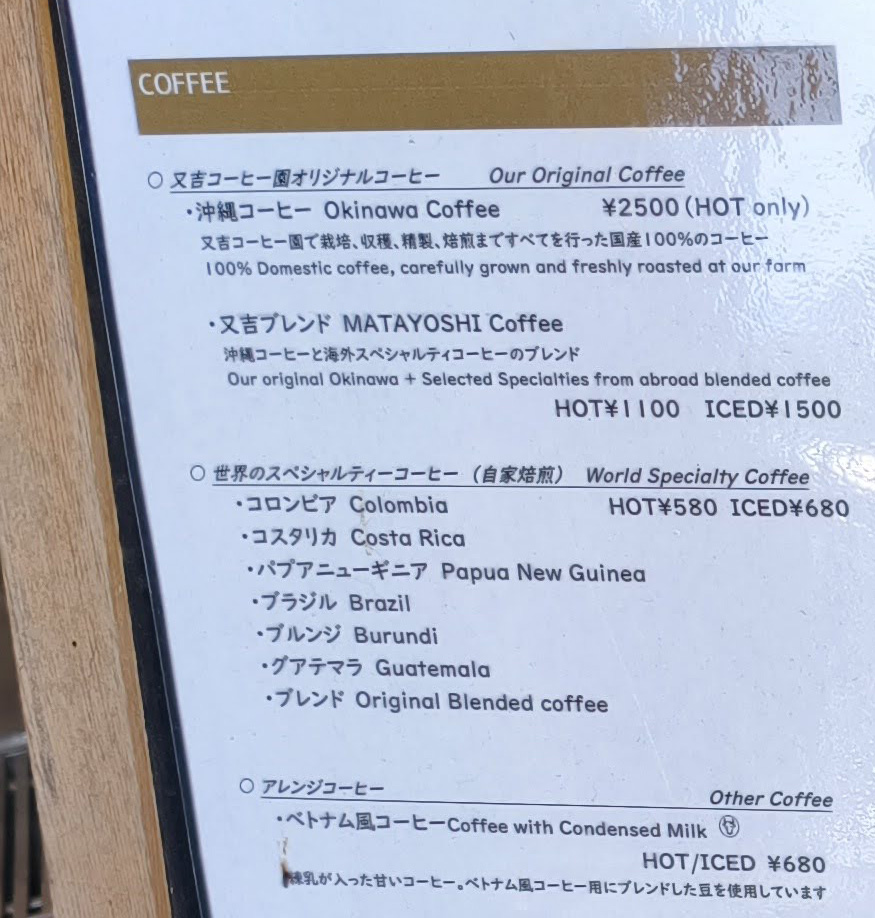 COFFEE
○ 又吉コーヒー園オリジナルコーヒー Our Original Coffee
・沖縄コーヒー Okinawa Coffee ¥2500(HOT only)
又吉コーヒー園で栽培、収穫、精製、焙煎まですべてを行った国産100%のコーヒー
100% Domestic coffee, carefully grown and freshly roasted at our farm
・又吉ブレンド MATAYOSHI Coffee
沖縄コーヒーと海外スペシャルティコーヒーのブレンド
Our original Okinawa + Selected Specialties from abroad blended coffee
HOT¥1100 ICED¥1500
○ 世界のスペシャルティーコーヒー （自家焙煎） World Specialty Coffee
・コロンビア Colombia HOT¥580 ICED¥680
・コスタリカ Costa Rica
・パプアニューギニア Papua New Guinea
・ブラジル Brazil
・ブルンジ Burundi
・グアテマラ Guatemala
・ブレンド Original Blended coffee
○ アレンジコーヒー Other Coffee
・ベトナム風コーヒーCoffee with Condensed Milk
HOT/ICED ¥680
練乳が入った甘いコーヒー。ベトナム風コーヒー用にブレンドした豆を使用しています